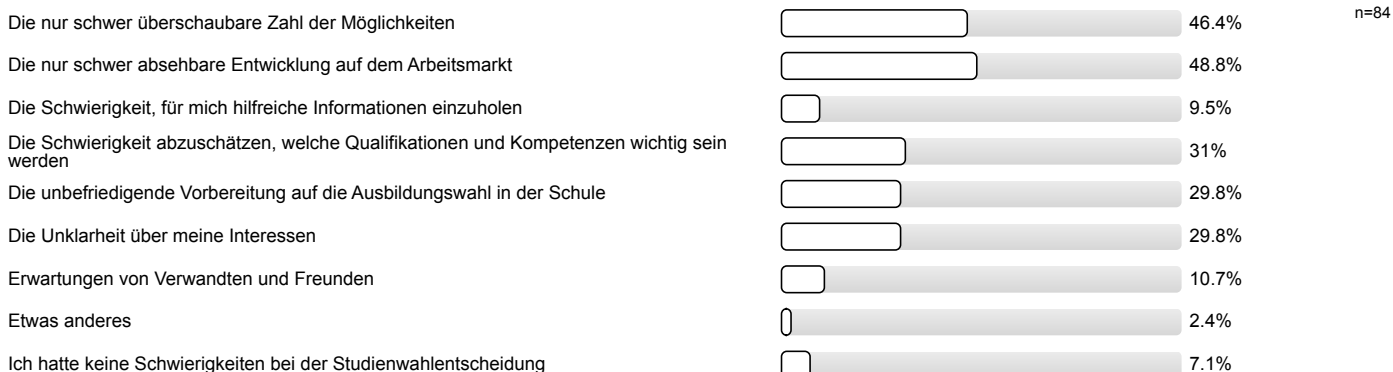 Die nur schwer überschaubare Zahl der Möglichkeiten 46.4% n=84
Die nur schwer absehbare Entwicklung auf dem Arbeitsmarkt 48.8%
Die Schwierigkeit, für mich hilfreiche Informationen einzuholen 9.5%
Die Schwierigkeit abzuschätzen, welche Qualifikationen und Kompetenzen wichtig sein
werden 31%
Die unbefriedigende Vorbereitung auf die Ausbildungswahl in der Schule 29.8%
Die Unklarheit über meine Interessen 29.8%
Erwartungen von Verwandten und Freunden 10.7%
Etwas anderes 2.4%
Ich hatte keine Schwierigkeiten bei der Studienwahlentscheidung 7.1%